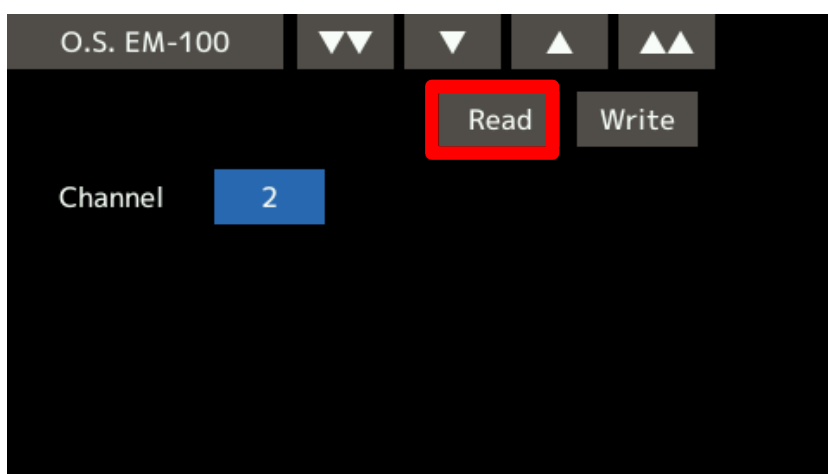 O.S. EM-100 ▼▼ ▼ ▲ ▲▲
Read Write
Channel 2